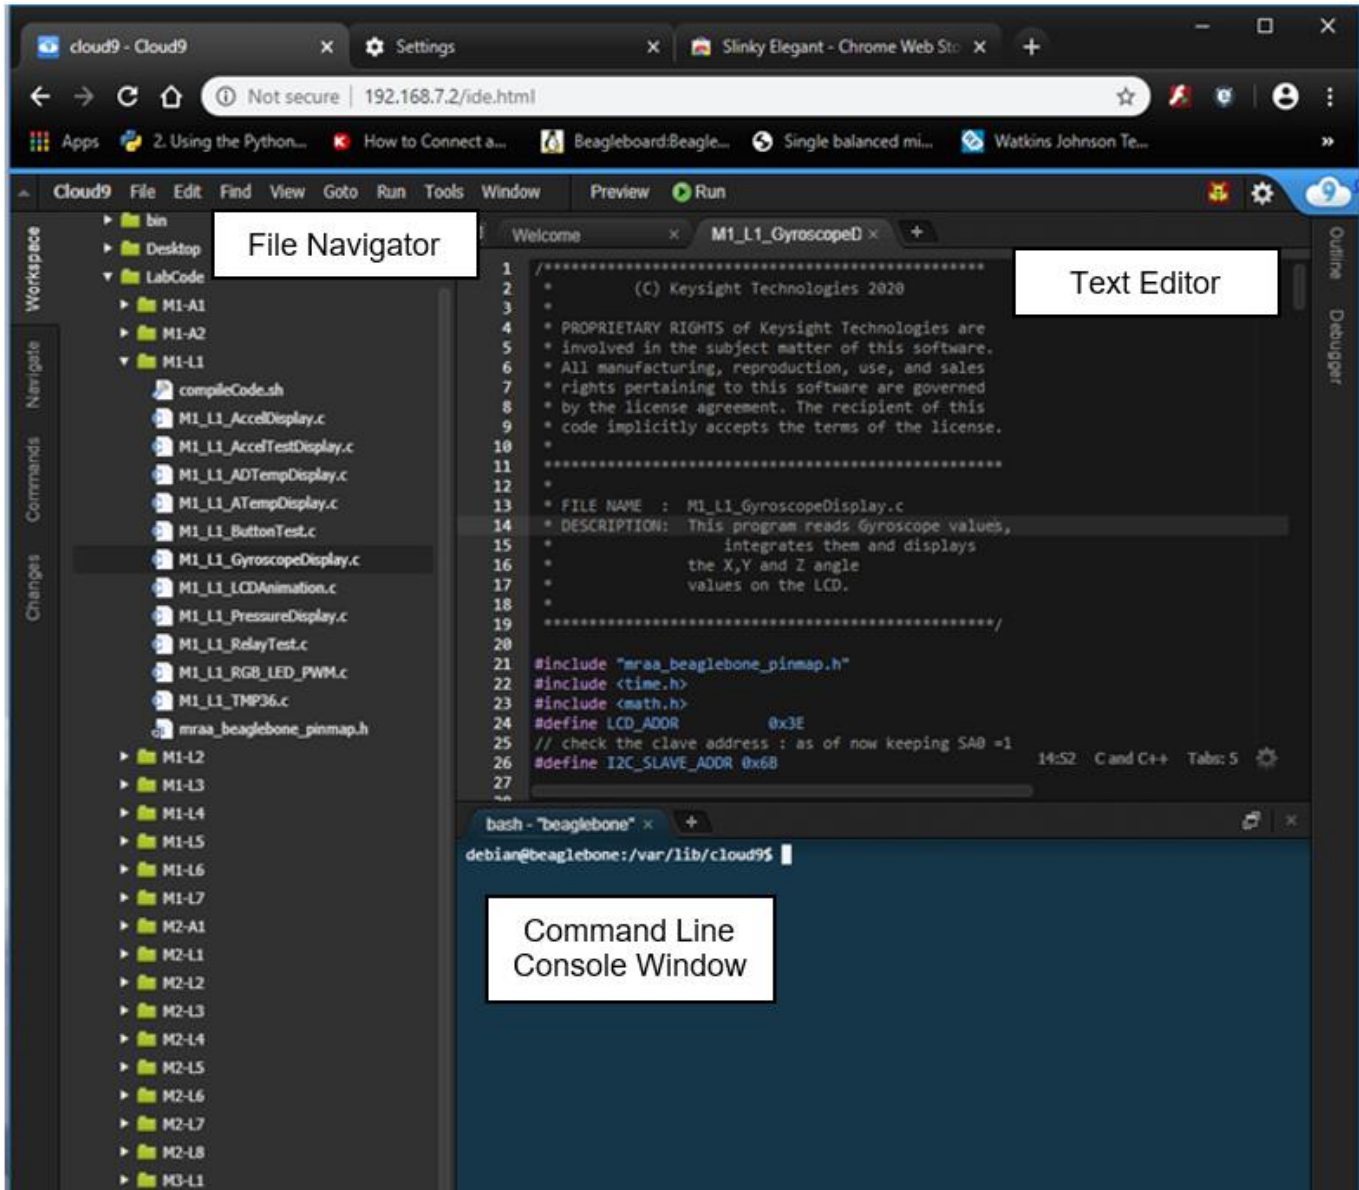 cloud9 - Cloud9
Settings
Slinky Elegant - Chrome Web Sto
Not secure | 192.168.7.2/ide.html
Apps
2. Using the Python...
How to Connect a...
Beagleboard:Beagle...
Single balanced mi...
Watkins Johnson Te...
»
Cloud9 File Edit Find View Goto Run Tools Window Preview Run
9
Workspace
Navigate
Commands
Changes
bin
Desktop
LabCode
M1-A1
M1-A2
M1-L1
compileCode.sh
M1_L1_AccelDisplay.c
M1_L1_AccelTestDisplay.c
M1_L1_ADTempDisplay.c
M1_L1_ATempDisplay.c
M1_L1_ButtonTest.c
M1_L1_GyroscopeDisplay.c
M1_L1_LCDAnimation.c
M1_L1_PressureDisplay.c
M1_L1_RelayTest.c
M1_L1_RGB_LED_PWM.c
M1_L1_TMP36.c
mraa_beaglebone_pinmap.h
M1-L2
M1-L3
M1-L4
M1-L5
M1-L6
M1-L7
M2-A1
M2-L1
M2-L2
M2-L3
M2-L4
M2-L5
M2-L6
M2-L7
M2-L8
M3-L1
File Navigator
Welcome
M1_L1_GyroscopeD
Text Editor
1 /*************************************************
2 * (C) Keysight Technologies 2020
3 *
4 * PROPRIETARY RIGHTS of Keysight Technologies are
5 * involved in the subject matter of this software.
6 * All manufacturing, reproduction, use, and sales
7 * rights pertaining to this software are governed
8 * by the license agreement. The recipient of this
9 * code implicitly accepts the terms of the license.
10 *
11 ***************************************************
12 *
13 * FILE NAME : M1_L1_GyroscopeDisplay.c
14 * DESCRIPTION: This program reads Gyroscope values,
15 * integrates them and displays
16 * the X,Y and Z angle
17 * values on the LCD.
18 *
19 **************************************************/
20
21 #include "mraa_beaglebone_pinmap.h"
22 #include <time.h>
23 #include <math.h>
24 #define LCD_ADDR 0x3E
25 // check the clave address : as of now keeping SA0 =1
26 #define I2C_SLAVE_ADDR 0x6B
27
14:52 C and C++ Tabs: 5
Outline
Debugger
bash - "beaglebone"
debian@beaglebone:/var/lib/cloud9$
Command Line
Console Window